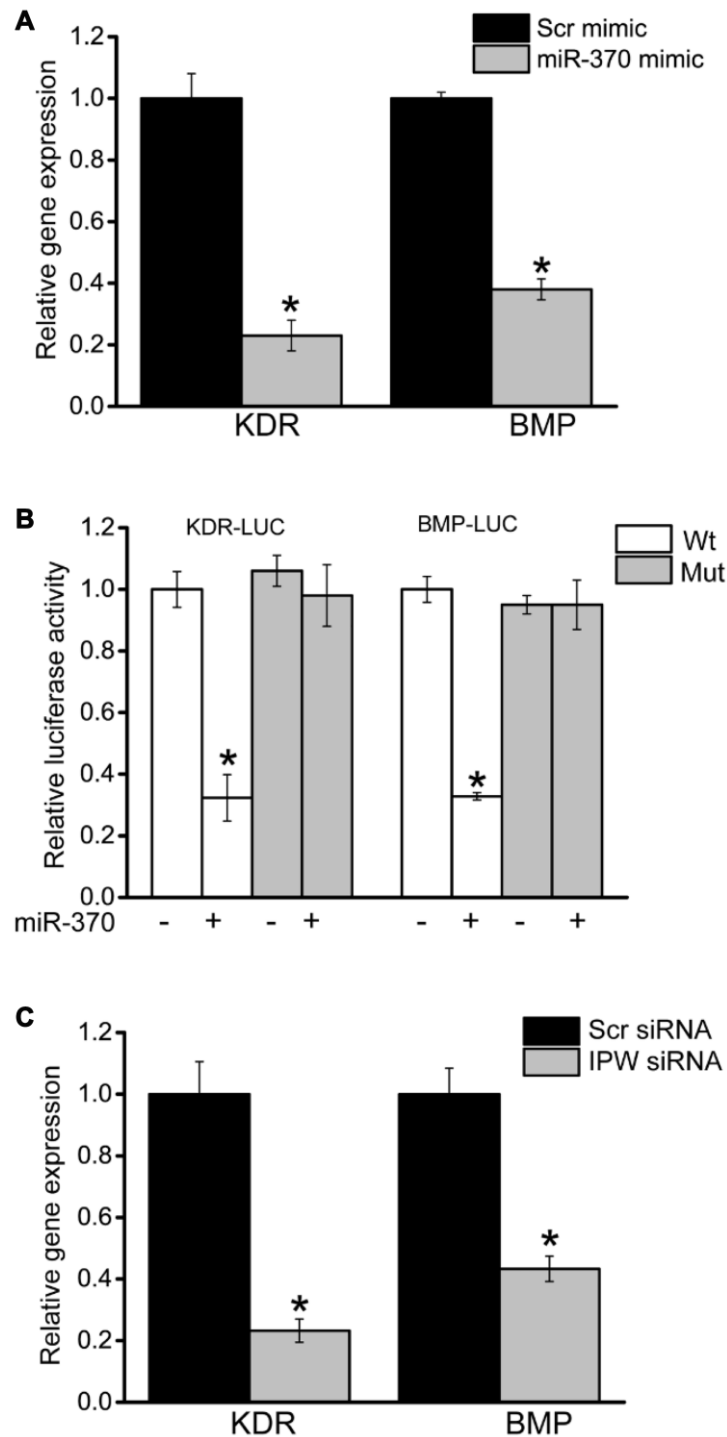 A
Scr mimic
miR-370 mimic
Relative gene expression
1.2
1.0
0.8
0.6
0.4
0.2
0.0
*
*
KDR
BMP
B
KDR-LUC
BMP-LUC
Wt
Mut
Relative luciferase activity
1.2
1.0
0.8
0.6
0.4
0.2
0.0
*
*
miR-370 - + - + - + - +
C
Scr siRNA
IPW siRNA
Relative gene expression
1.2
1.0
0.8
0.6
0.4
0.2
0.0
*
*
KDR
BMP